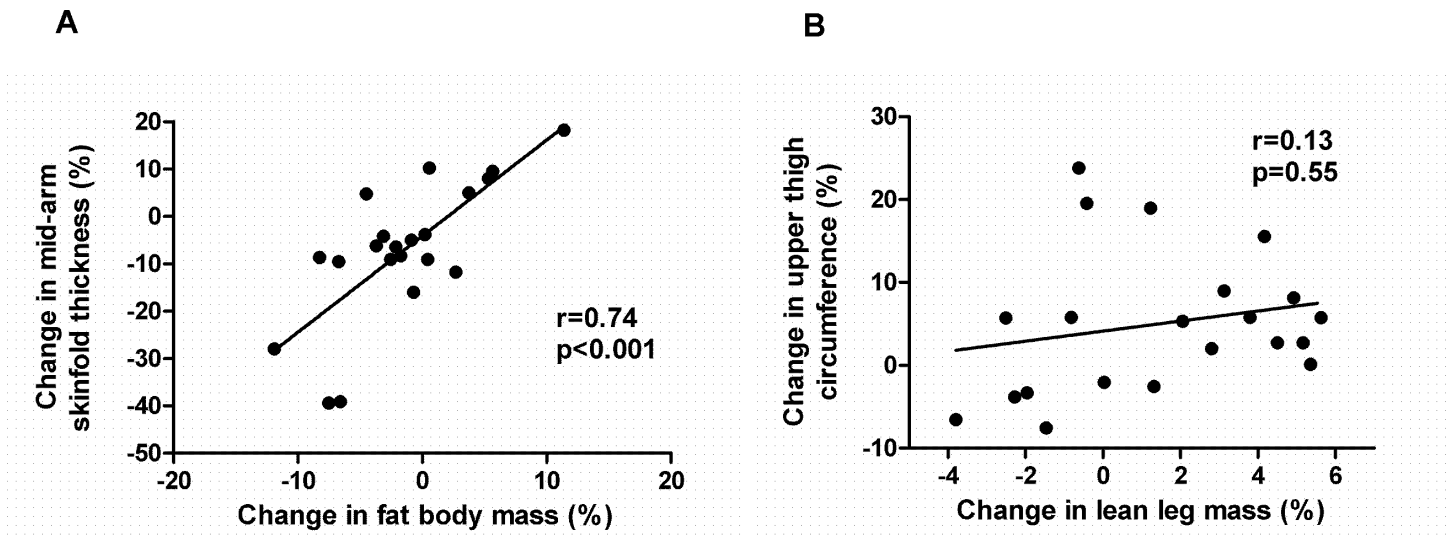 A
Change in mid-arm
skinfold thickness (%)
20
10
0
-10
-20
-30
-40
-50
-20
-10
0
10
20
r=0.74
p<0.001
Change in fat body mass (%)
B
Change in upper thigh
circumference (%)
30
20
10
0
-10
-4
-2
0
2
4
6
r=0.13
p=0.55
Change in lean leg mass (%)